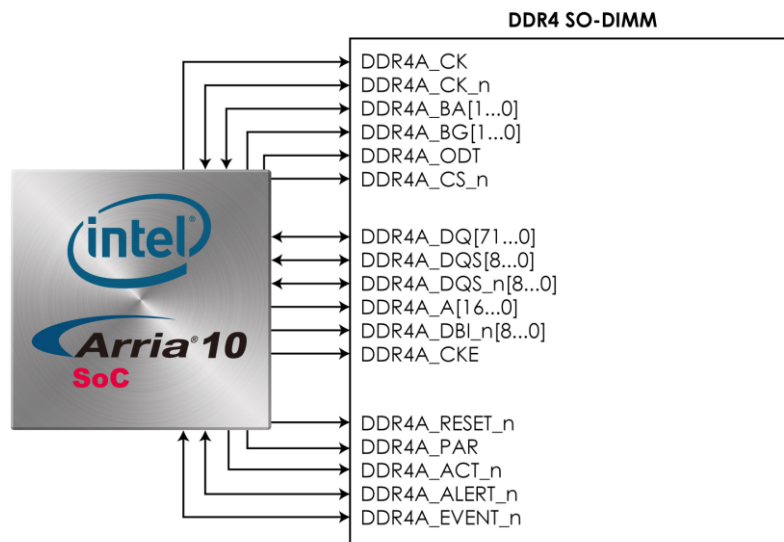 DDR4 SO-DIMM
DDR4A_CK
DDR4A_CK_n
DDR4A_BA[1...0]
DDR4A_BG[1...0]
DDR4A_ODT
DDR4A_CS_n
intel®
DDR4A_DQ[71...0]
DDR4A_DQS[8...0]
DDR4A_DQS_n[8...0]
DDR4A_A[16...0]
DDR4A_DBI_n[8...0]
DDR4A_CKE
Arria® 10
SoC
DDR4A_RESET_n
DDR4A_PAR
DDR4A_ACT_n
DDR4A_ALERT_n
DDR4A_EVENT_n